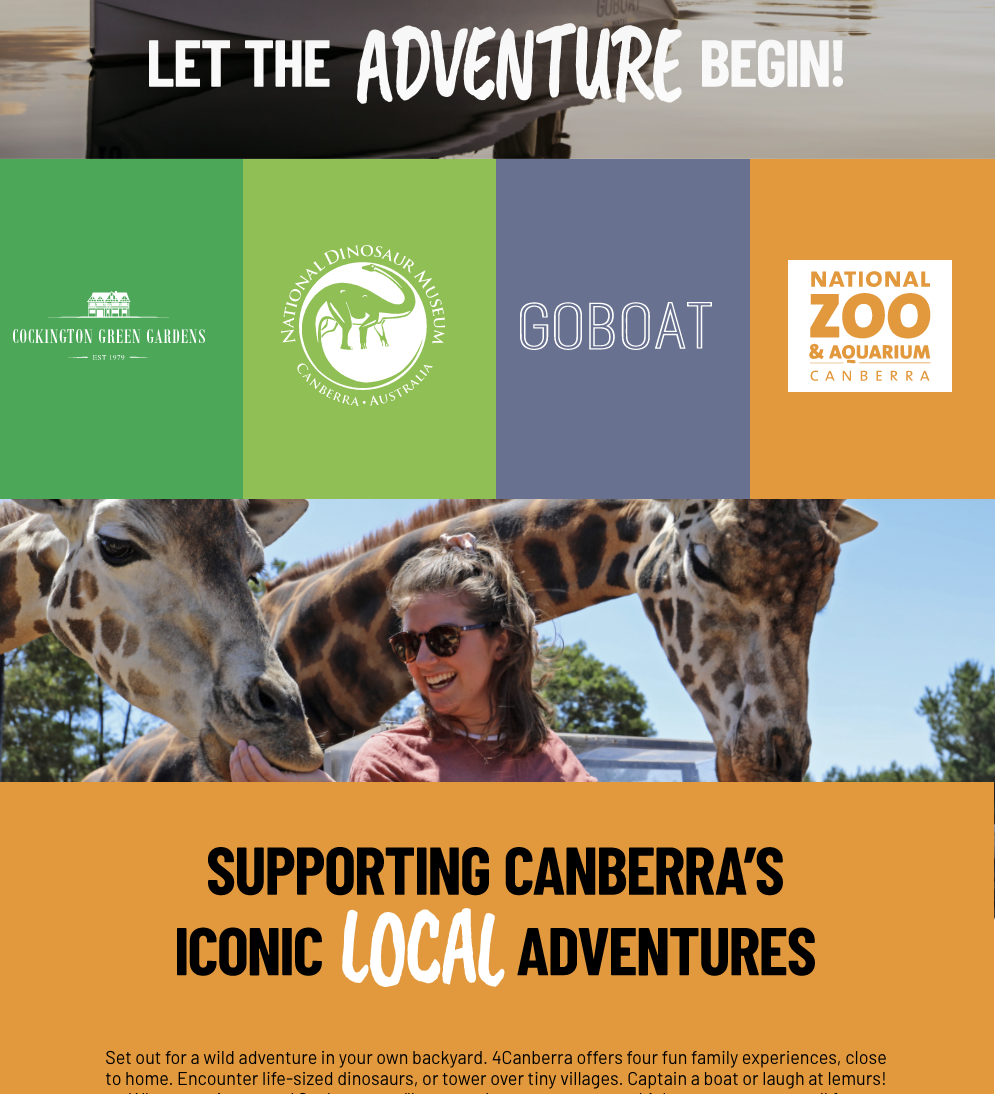 GOBOAT
LET THE ADVENTURE BEGIN!
COCKINGTON GREEN GARDENS
EST 1979
NATIONAL DINOSAUR MUSEUM
CANBERRA • AUSTRALIA
GOBOAT
NATIONAL
ZOO
& AQUARIUM
CANBERRA
SUPPORTING CANBERRA’S
ICONIC LOCAL ADVENTURES
Set out for a wild adventure in your own backyard. 4Canberra offers four fun family experiences, close
to home. Encounter life-sized dinosaurs, or tower over tiny villages. Captain a boat or laugh at lemurs!